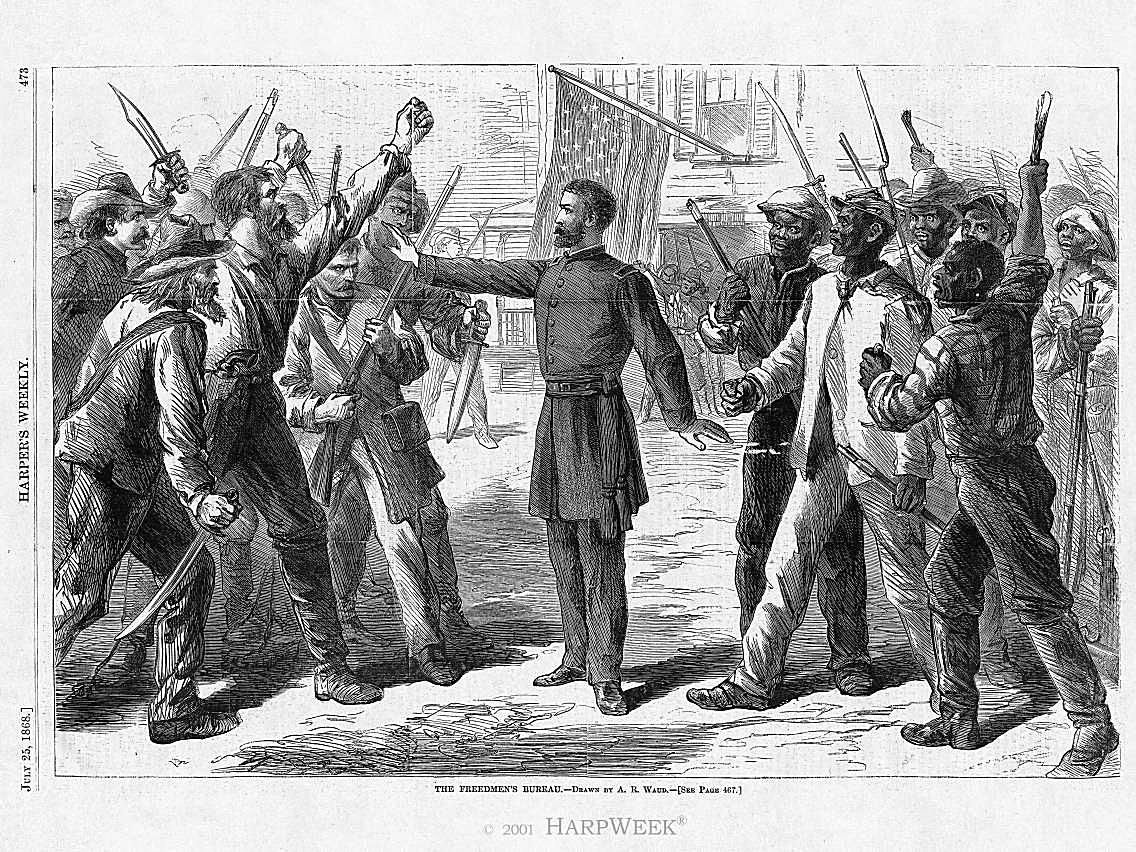 473
HARPER'S WEEKLY.
JULY 25, 1868.]
THE FREEDMEN'S BUREAU.—Drawn by A. R. Waud.—[See Page 467.]
© 2001 HARPWEEK®